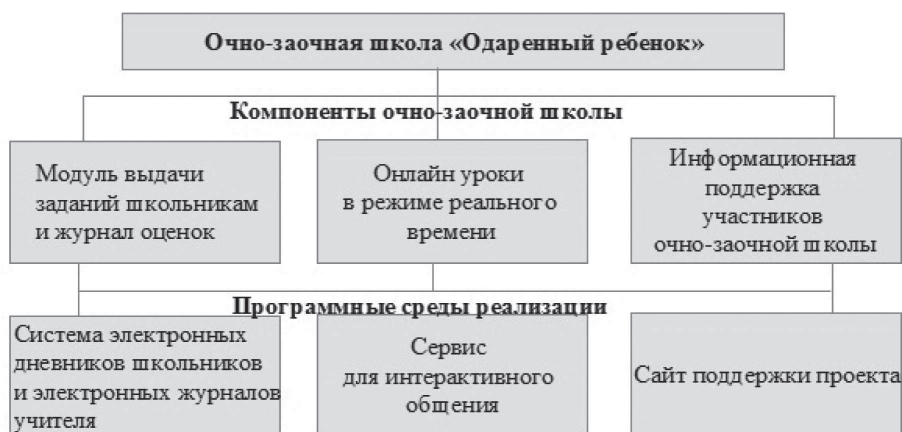 Очно-заочная школа «Одаренный ребенок»
Компоненты очно-заочной школы
Модуль выдачи
заданий школьникам
и журнал оценок
Онлайн уроки
в режиме реального
времени
Информационная
поддержка
участников
очно-заочной школы
Программные среды реализации
Система электронных
дневников школьников
и электронных журналов
учителя
Сервис
для интерактивного
общения
Сайт поддержки проекта